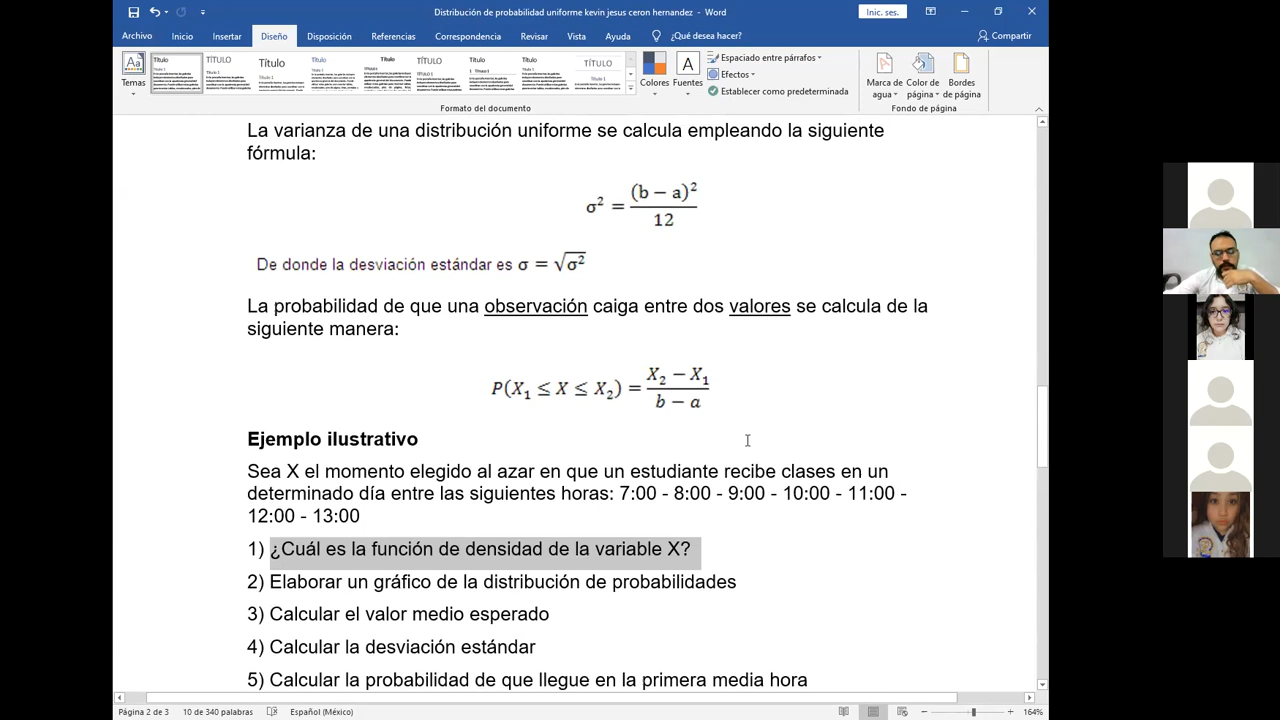 Distribución de probabilidad uniforme kevin jesus ceron hernandez - Word
Inic. ses.
Archivo Inicio Insertar Diseño Disposición Referencias Correspondencia Revisar Vista Ayuda ¿Qué desea hacer? Compartir
Temas
Título
TÍTULO
Título
Título
Título
TÍTULO
Título
Título
TÍTULO
Colores
Fuentes
Espaciado entre párrafos
Efectos
Establecer como predeterminada
Marca de agua
Color de página
Bordes de página
Formato del documento
Fondo de página
La varianza de una distribución uniforme se calcula empleando la siguiente
fórmula:
σ² = (b − a)² / 12
De donde la desviación estándar es σ = √σ²
La probabilidad de que una observación caiga entre dos valores se calcula de la
siguiente manera:
P(X₁ ≤ X ≤ X₂) = (X₂ − X₁) / (b − a)
Ejemplo ilustrativo
Sea X el momento elegido al azar en que un estudiante recibe clases en un
determinado día entre las siguientes horas: 7:00 - 8:00 - 9:00 - 10:00 - 11:00 -
12:00 - 13:00
1) ¿Cuál es la función de densidad de la variable X?
2) Elaborar un gráfico de la distribución de probabilidades
3) Calcular el valor medio esperado
4) Calcular la desviación estándar
5) Calcular la probabilidad de que llegue en la primera media hora
Página 2 de 3 10 de 340 palabras Español (México) 164%